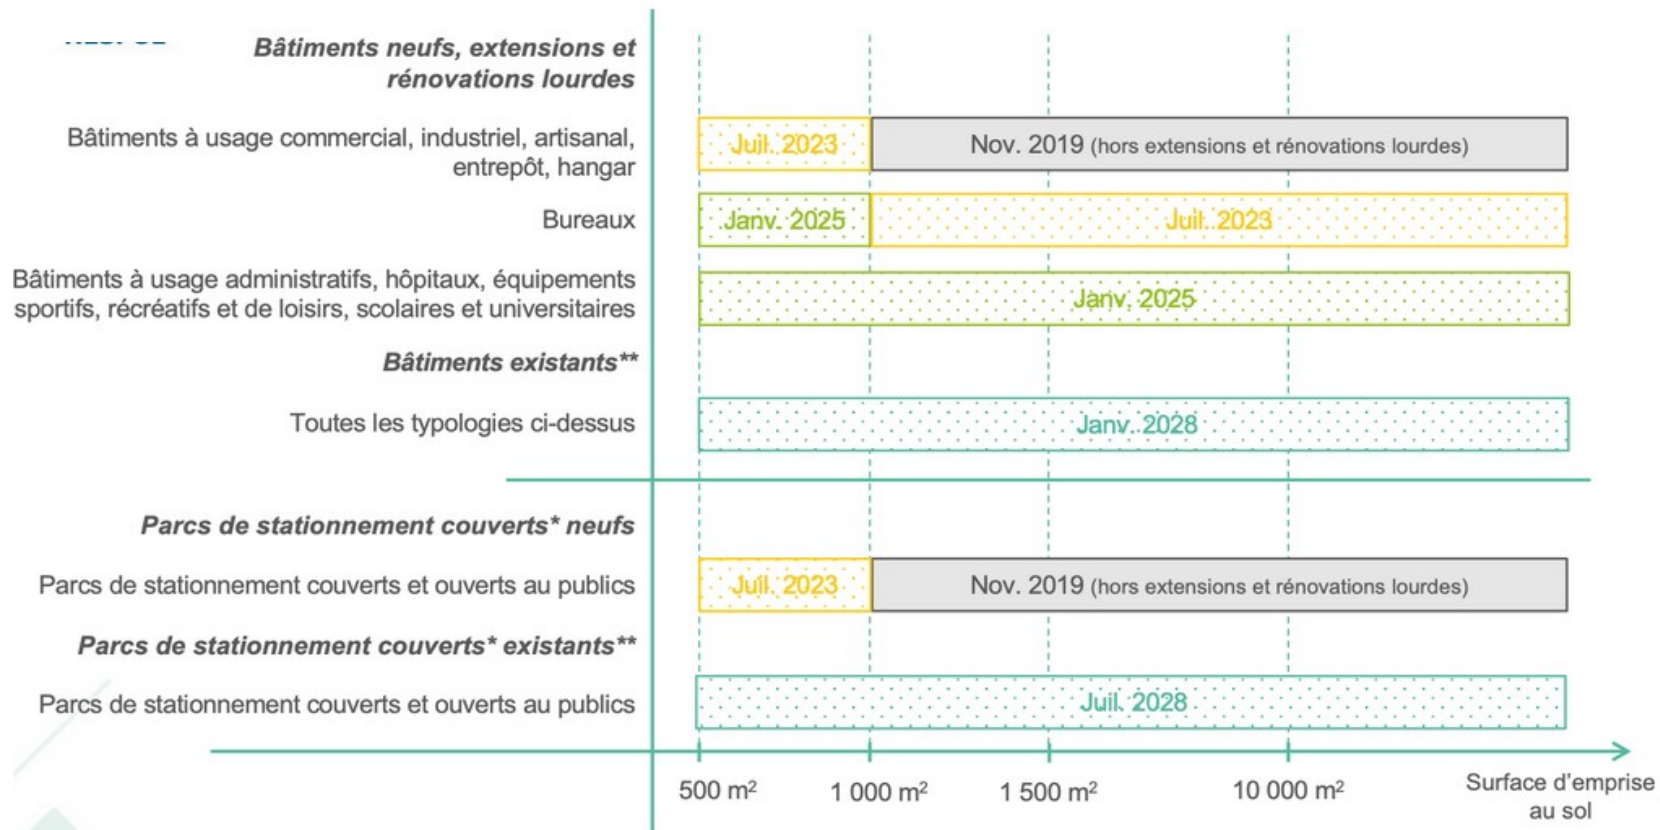 Bâtiments neufs, extensions et
rénovations lourdes
Bâtiments à usage commercial, industriel, artisanal,
entrepôt, hangar
Juil. 2023
Nov. 2019 (hors extensions et rénovations lourdes)
Bureaux
Janv. 2025
Juil. 2023
Bâtiments à usage administratifs, hôpitaux, équipements
sportifs, récréatifs et de loisirs, scolaires et universitaires
Janv. 2025
Bâtiments existants**
Toutes les typologies ci-dessus
Janv. 2028
Parcs de stationnement couverts* neufs
Parcs de stationnement couverts et ouverts au publics
Juil. 2023
Nov. 2019 (hors extensions et rénovations lourdes)
Parcs de stationnement couverts* existants**
Parcs de stationnement couverts et ouverts au publics
Juil. 2028
500 m²
1 000 m²
1 500 m²
10 000 m²
Surface d'emprise
au sol